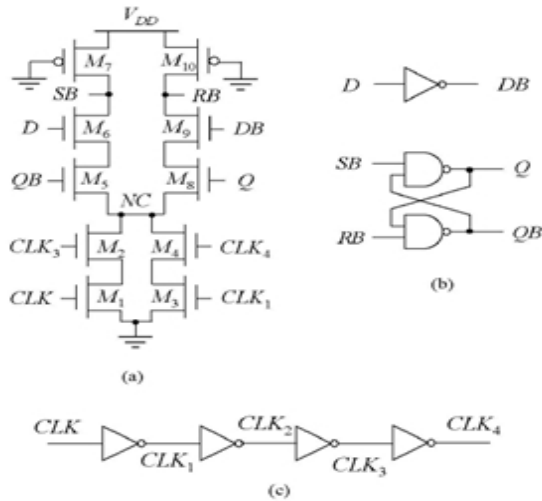 V_DD
M_7
M_10
SB
RB
D
M_6
M_9
DB
QB
M_5
M_8
Q
NC
CLK_3
M_2
M_4
CLK_4
CLK
M_1
M_3
CLK_1
(a)
D
DB
SB
Q
RB
QB
(b)
CLK
CLK_1
CLK_2
CLK_3
CLK_4
(c)